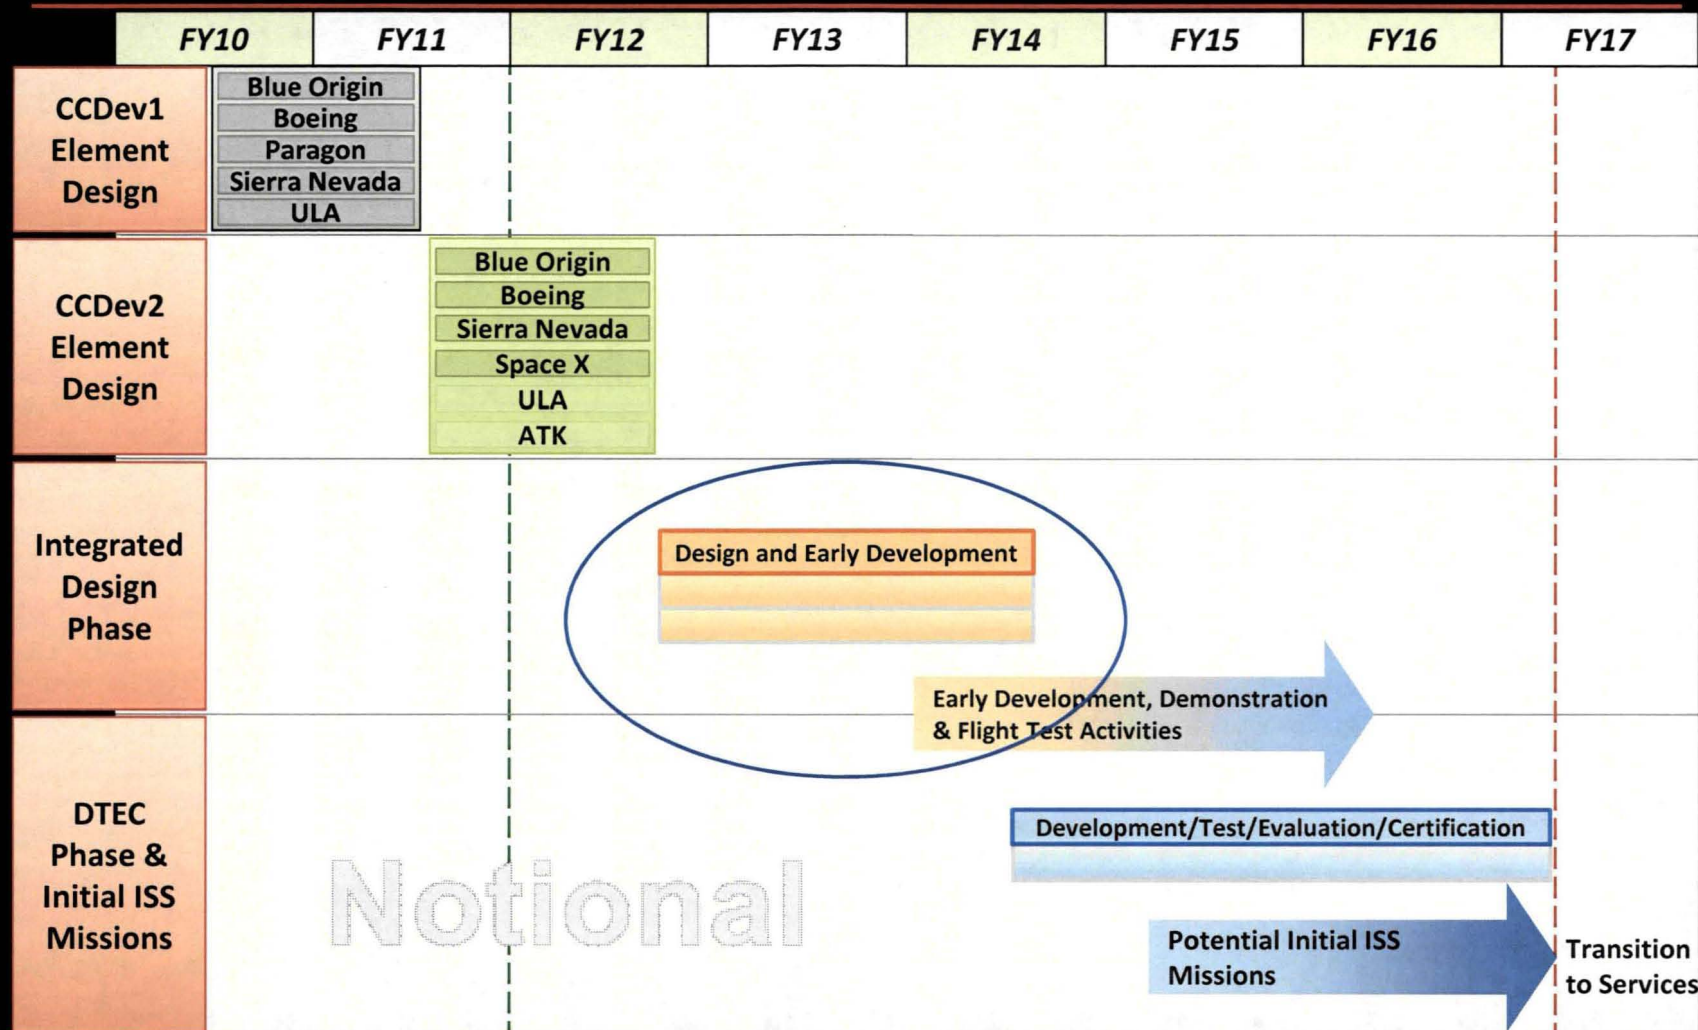 FY10 FY11 FY12 FY13 FY14 FY15 FY16 FY17
CCDev1
Element
Design
Blue Origin
Boeing
Paragon
Sierra Nevada
ULA
CCDev2
Element
Design
Blue Origin
Boeing
Sierra Nevada
Space X
ULA
ATK
Integrated
Design
Phase
Design and Early Development
Early Development, Demonstration
& Flight Test Activities
DTEC
Phase &
Initial ISS
Missions
Development/Test/Evaluation/Certification
Notional
Potential Initial ISS
Missions
Transition
to Services